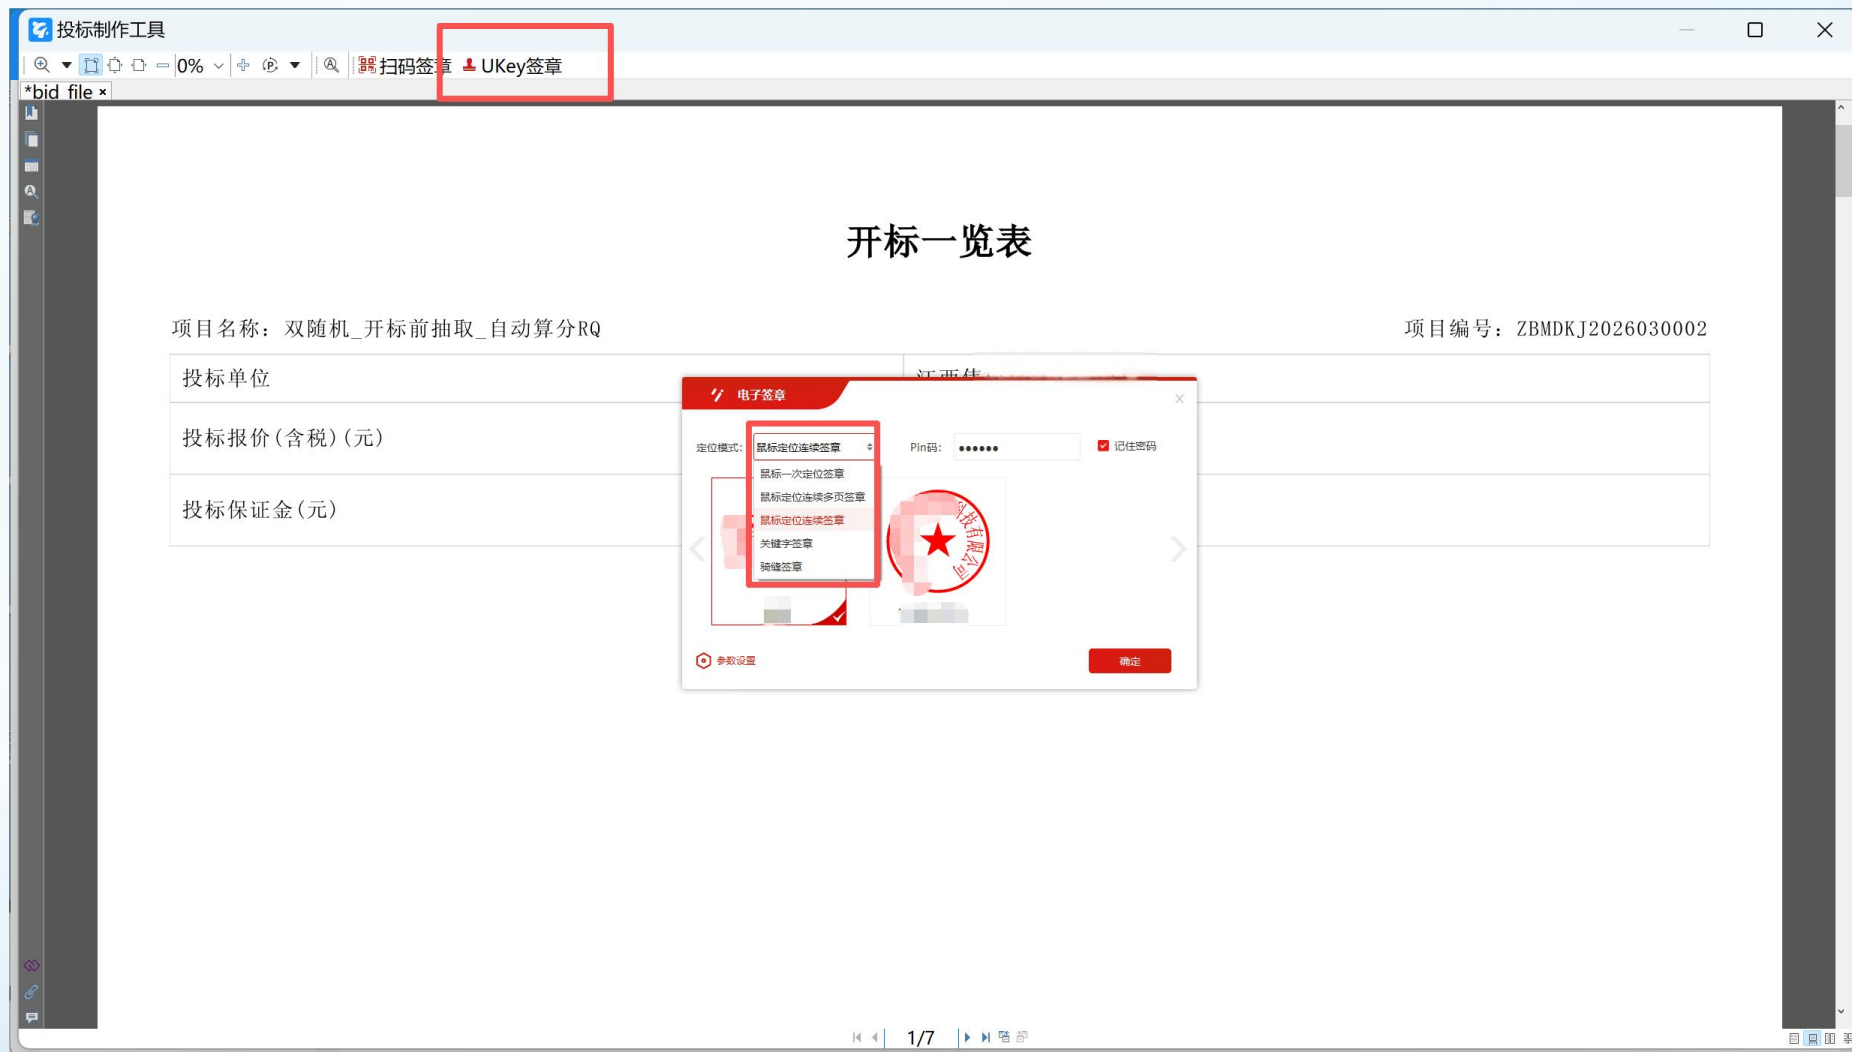 投标制作工具
0% 扫码签章 UKey签章
*bid_file ×
开标一览表
项目名称：双随机_开标前抽取_自动算分RQ 项目编号：ZBMDKJ2026030002
投标单位
投标报价(含税)(元)
投标保证金(元)
电子签章
定位模式： 鼠标定位连续签章 Pin码： ●●●●●● 记住密码
鼠标一次定位签章
鼠标定位连续多页签章
鼠标定位连续签章
关键字签章
骑缝签章
科技有限公司
参数设置 确定
1/7